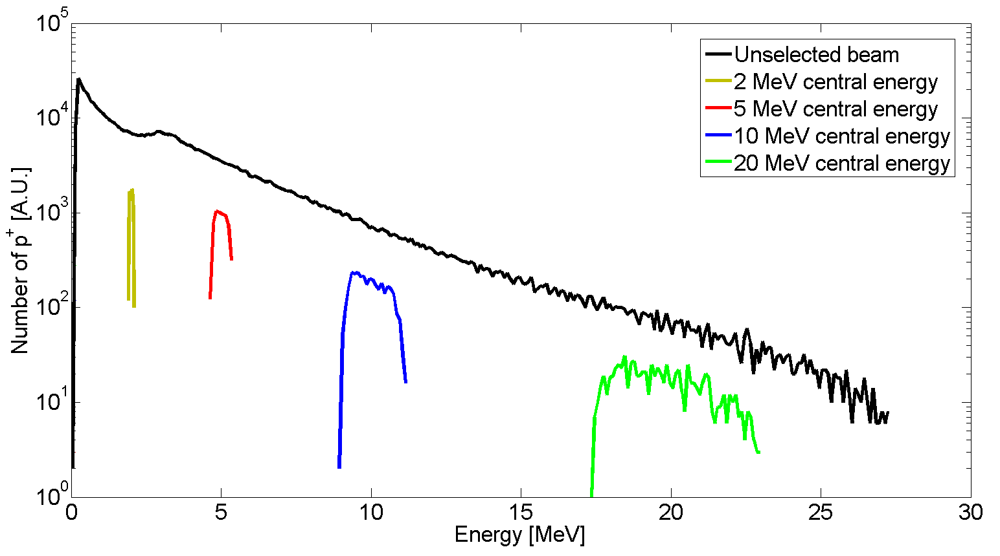 10^5
10^4
10^3
10^2
10^1
10^0
Number of p^+ [A.U.]
Unselected beam
2 MeV central energy
5 MeV central energy
10 MeV central energy
20 MeV central energy
0 5 10 15 20 25 30
Energy [MeV]